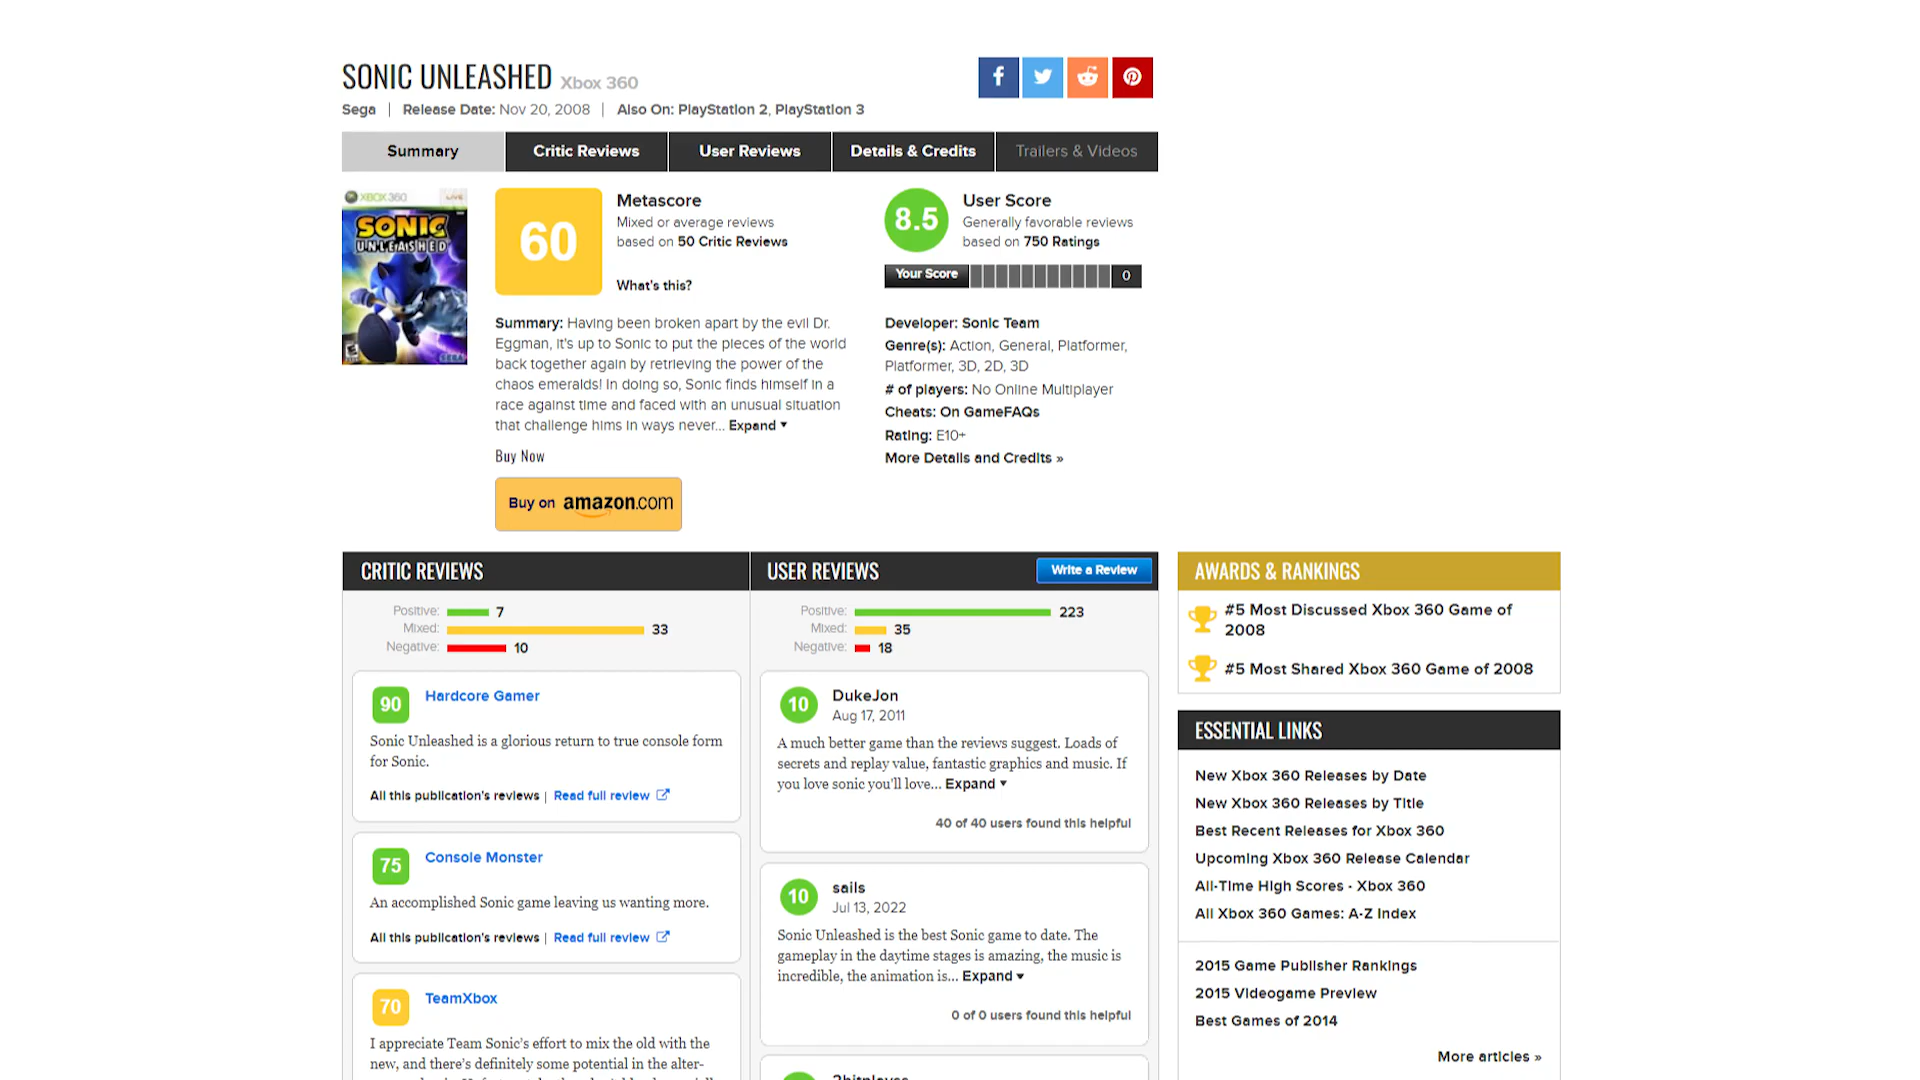 SONIC UNLEASHED Xbox 360
Sega | Release Date: Nov 20, 2008 | Also On: PlayStation 2, PlayStation 3
Summary
Critic Reviews
User Reviews
Details & Credits
Trailers & Videos
XBOX 360 LIVE
SONIC
UNLEASHED
SEGA
60
Metascore
Mixed or average reviews
based on 50 Critic Reviews
What's this?
8.5
User Score
Generally favorable reviews
based on 750 Ratings
Your Score 0
Summary: Having been broken apart by the evil Dr.
Eggman, it's up to Sonic to put the pieces of the world
back together again by retrieving the power of the
chaos emeralds! In doing so, Sonic finds himself in a
race against time and faced with an unusual situation
that challenge hims in ways never... Expand
Buy Now
Buy on amazon.com
Developer: Sonic Team
Genre(s): Action, General, Platformer,
Platformer, 3D, 2D, 3D
# of players: No Online Multiplayer
Cheats: On GameFAQs
Rating: E10+
More Details and Credits »
CRITIC REVIEWS
Positive: 7
Mixed: 33
Negative: 10
90 Hardcore Gamer
Sonic Unleashed is a glorious return to true console form
for Sonic.
All this publication's reviews | Read full review
75 Console Monster
An accomplished Sonic game leaving us wanting more.
All this publication's reviews | Read full review
70 TeamXbox
I appreciate Team Sonic's effort to mix the old with the
new, and there's definitely some potential in the alter-
USER REVIEWS
Write a Review
Positive: 223
Mixed: 35
Negative: 18
10 DukeJon
Aug 17, 2011
A much better game than the reviews suggest. Loads of
secrets and replay value, fantastic graphics and music. If
you love sonic you'll love... Expand
40 of 40 users found this helpful
10 sails
Jul 13, 2022
Sonic Unleashed is the best Sonic game to date. The
gameplay in the daytime stages is amazing, the music is
incredible, the animation is... Expand
0 of 0 users found this helpful
AWARDS & RANKINGS
#5 Most Discussed Xbox 360 Game of
2008
#5 Most Shared Xbox 360 Game of 2008
ESSENTIAL LINKS
New Xbox 360 Releases by Date
New Xbox 360 Releases by Title
Best Recent Releases for Xbox 360
Upcoming Xbox 360 Release Calendar
All-Time High Scores - Xbox 360
All Xbox 360 Games: A-Z Index
2015 Game Publisher Rankings
2015 Videogame Preview
Best Games of 2014
More articles »